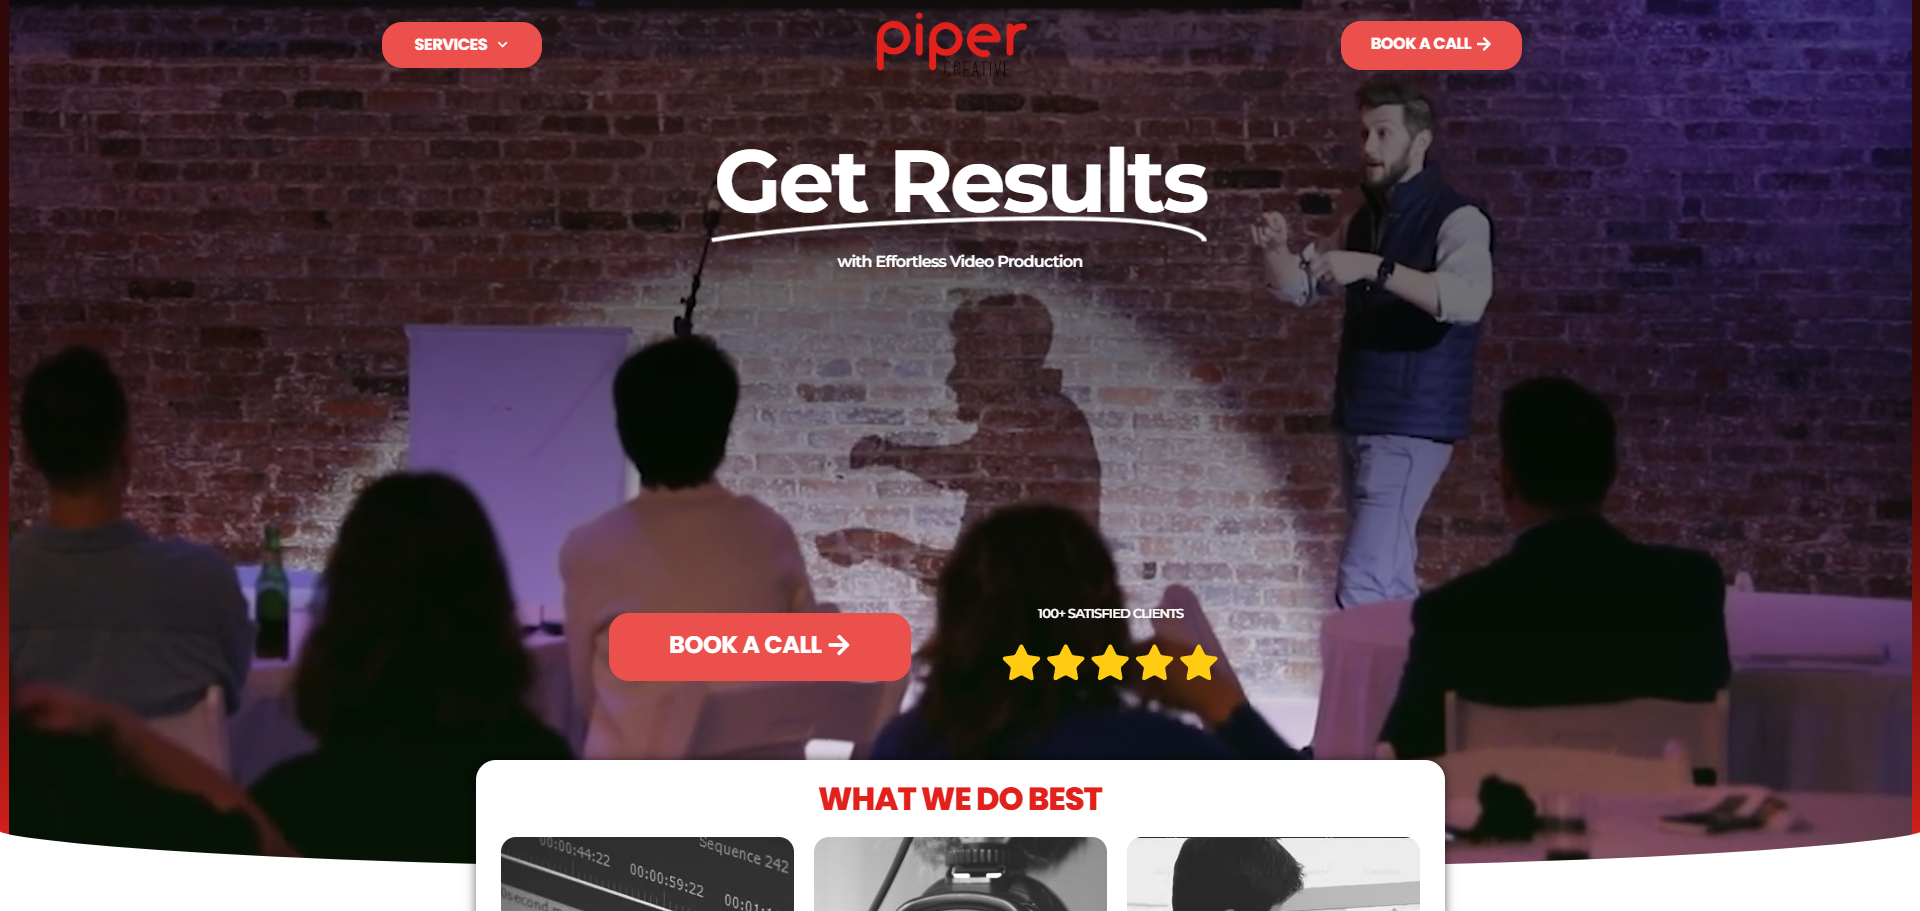 SERVICES
piper
CREATIVE
BOOK A CALL
Get Results
with Effortless Video Production
BOOK A CALL
100+ SATISFIED CLIENTS
WHAT WE DO BEST
00:00:44:22
Sequence 242
00:00:59:22